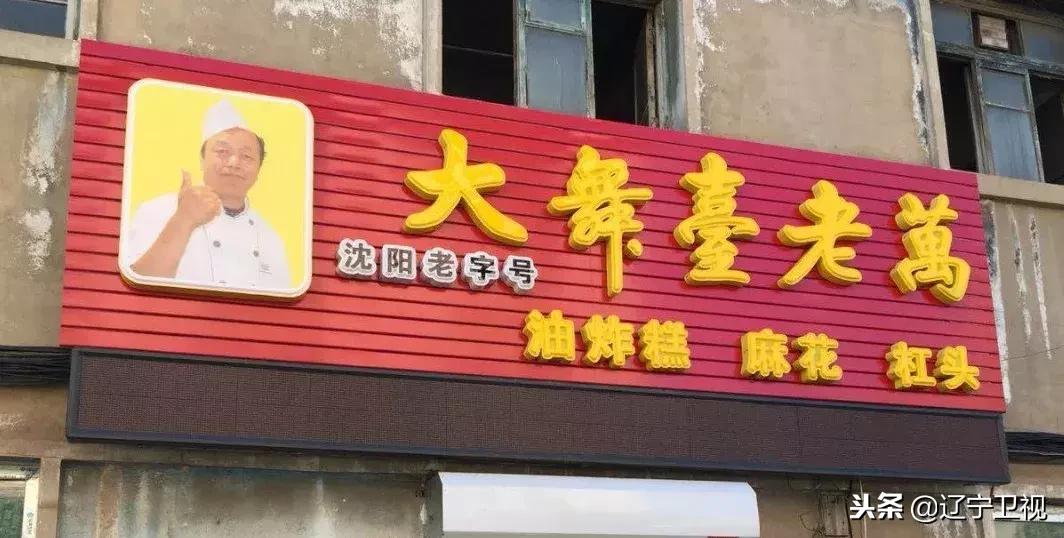 大舞臺老萬
沈阳老字号
油炸糕 麻花 杠头
头条 @辽宁卫视